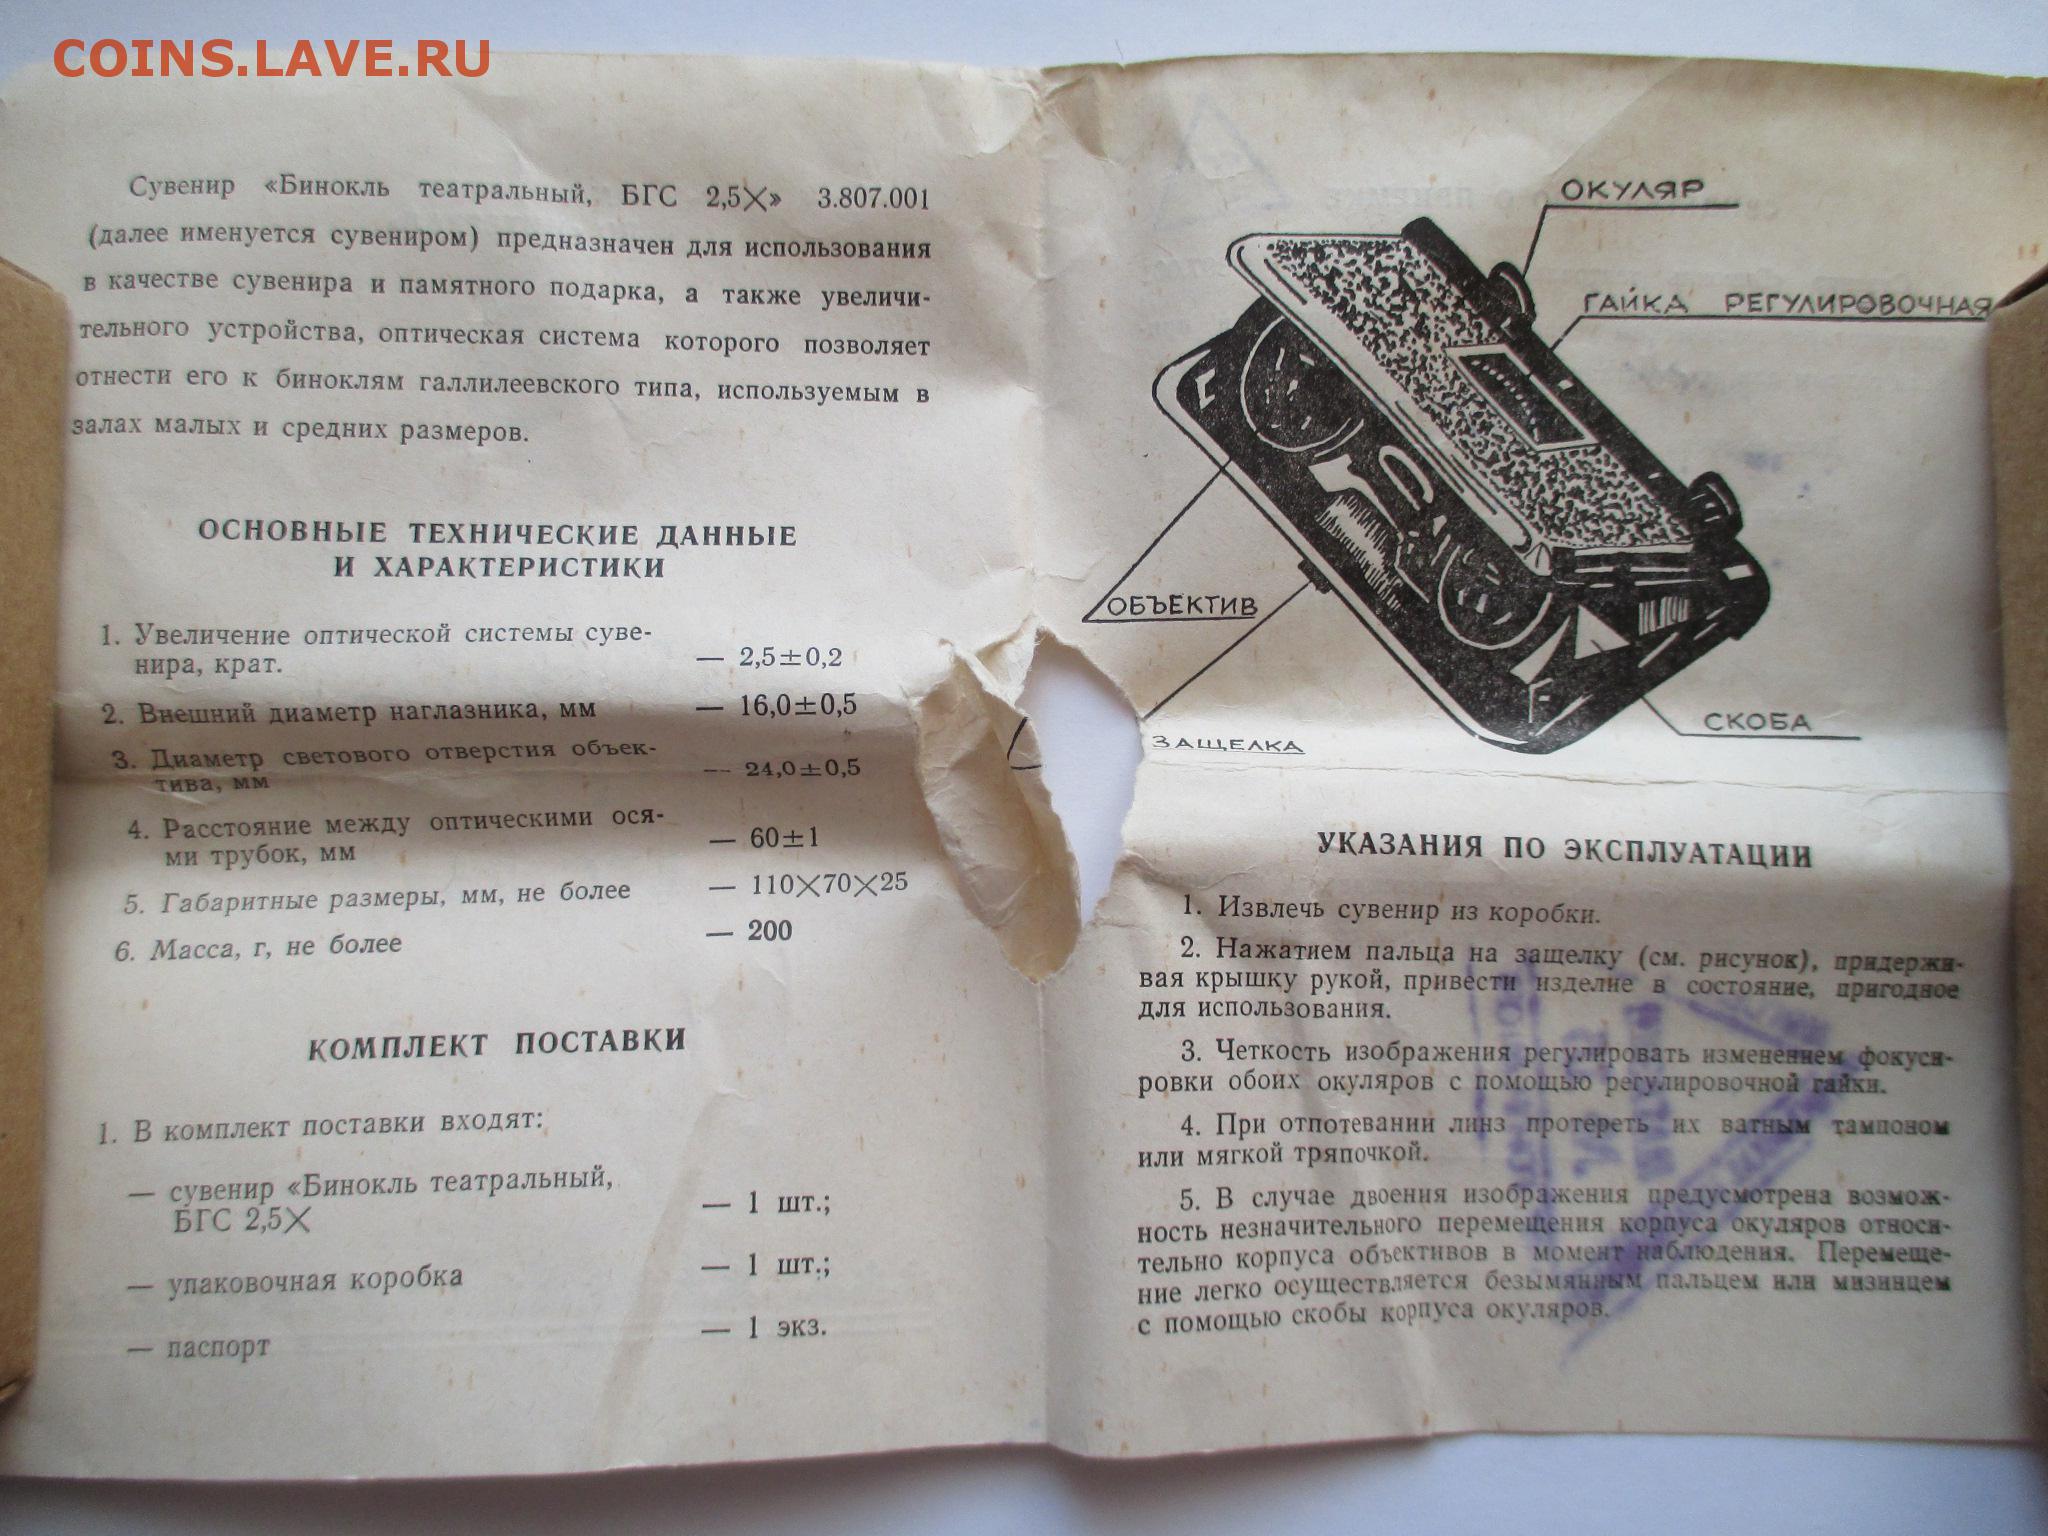 COINS.LAVE.RU
Сувенир «Бинокль театральный, БГС 2,5×» 3.807.001
(далее именуется сувениром) предназначен для использования
в качестве сувенира и памятного подарка, а также увеличи-
тельного устройства, оптическая система которого позволяет
отнести его к биноклям галлилеевского типа, используемым в
залах малых и средних размеров.
ОСНОВНЫЕ ТЕХНИЧЕСКИЕ ДАННЫЕ
И ХАРАКТЕРИСТИКИ
1. Увеличение оптической системы суве-
нира, крат. — 2,5±0,2
2. Внешний диаметр наглазника, мм — 16,0±0,5
3. Диаметр светового отверстия объек-
тива, мм — 24,0±0,5
4. Расстояние между оптическими ося-
ми трубок, мм — 60±1
5. Габаритные размеры, мм, не более — 110×70×25
6. Масса, г, не более — 200
КОМПЛЕКТ ПОСТАВКИ
1. В комплект поставки входят:
— сувенир «Бинокль театральный,
БГС 2,5× — 1 шт.;
— упаковочная коробка — 1 шт.;
— паспорт — 1 экз.
ОКУЛЯР
ГАЙКА РЕГУЛИРОВОЧНАЯ
ОБЪЕКТИВ
СКОБА
ЗАЩЕЛКА
УКАЗАНИЯ ПО ЭКСПЛУАТАЦИИ
1. Извлечь сувенир из коробки.
2. Нажатием пальца на защелку (см. рисунок), придержи-
вая крышку рукой, привести изделие в состояние, пригодное
для использования.
3. Четкость изображения регулировать изменением фокуси-
ровки обоих окуляров с помощью регулировочной гайки.
4. При отпотевании линз протереть их ватным тампоном
или мягкой тряпочкой.
5. В случае двоения изображения предусмотрена возмож-
ность незначительного перемещения корпуса окуляров относи-
тельно корпуса объективов в момент наблюдения. Перемеще-
ние легко осуществляется безымянным пальцем или мизинцем
с помощью скобы корпуса окуляров.